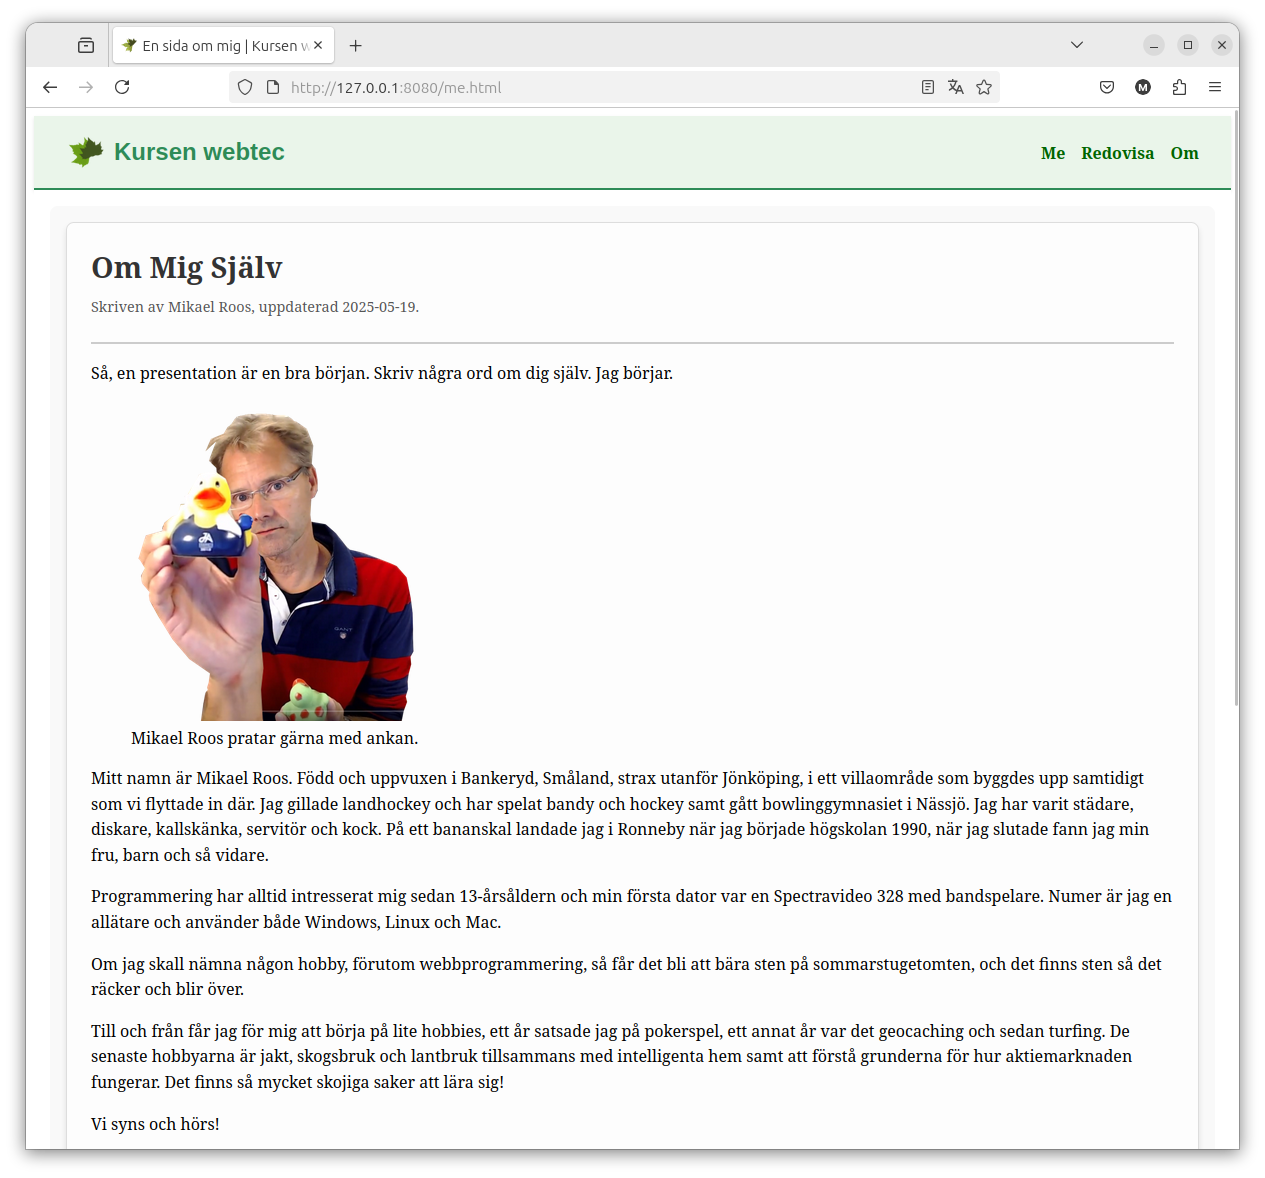 En sida om mig | Kursen w
http://127.0.0.1:8080/me.html
M
Kursen webtec
Me Redovisa Om
Om Mig Själv
Skriven av Mikael Roos, uppdaterad 2025-05-19.
Så, en presentation är en bra början. Skriv några ord om dig själv. Jag börjar.
GANT
Mikael Roos pratar gärna med ankan.
Mitt namn är Mikael Roos. Född och uppvuxen i Bankeryd, Småland, strax utanför Jönköping, i ett villaområde som byggdes upp samtidigt
som vi flyttade in där. Jag gillade landhockey och har spelat bandy och hockey samt gått bowlinggymnasiet i Nässjö. Jag har varit städare,
diskare, kallskänka, servitör och kock. På ett bananskal landade jag i Ronneby när jag började högskolan 1990, när jag slutade fann jag min
fru, barn och så vidare.
Programmering har alltid intresserat mig sedan 13-årsåldern och min första dator var en Spectravideo 328 med bandspelare. Numer är jag en
allätare och använder både Windows, Linux och Mac.
Om jag skall nämna någon hobby, förutom webbprogrammering, så får det bli att bära sten på sommarstugetomten, och det finns sten så det
räcker och blir över.
Till och från får jag för mig att börja på lite hobbies, ett år satsade jag på pokerspel, ett annat år var det geocaching och sedan turfing. De
senaste hobbyarna är jakt, skogsbruk och lantbruk tillsammans med intelligenta hem samt att förstå grunderna för hur aktiemarknaden
fungerar. Det finns så mycket skojiga saker att lära sig!
Vi syns och hörs!